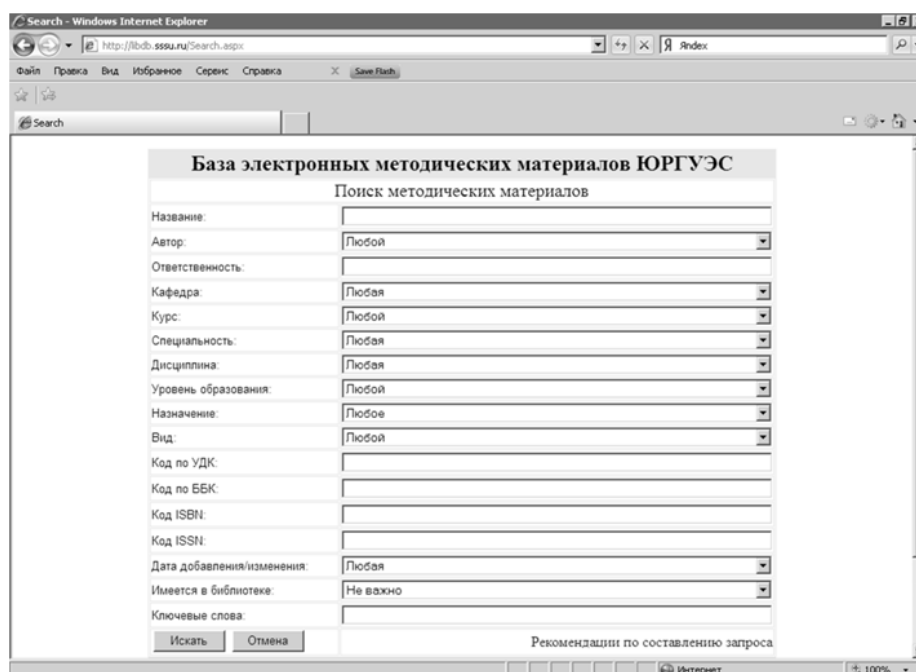 Search - Windows Internet Explorer
http://libdb.sssu.ru/Search.aspx
Яndex
Файл Правка Вид Избранное Сервис Справка X Save Flash
Search
База электронных методических материалов ЮРГУЭС
Поиск методических материалов
Название:
Автор: Любой
Ответственность:
Кафедра: Любая
Курс: Любой
Специальность: Любая
Дисциплина: Любая
Уровень образования: Любой
Назначение: Любое
Вид: Любой
Код по УДК:
Код по ББК:
Код ISBN:
Код ISSN:
Дата добавления/изменения: Любая
Имеется в библиотеке: Не важно
Ключевые слова:
Искать Отмена Рекомендации по составлению запроса
Интернет 100%